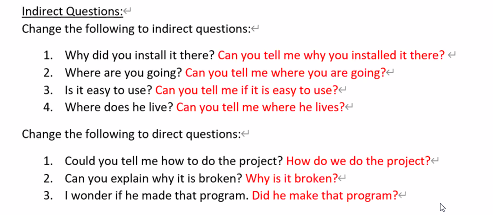 Indirect Questions:
Change the following to indirect questions:
1. Why did you install it there? Can you tell me why you installed it there?
2. Where are you going? Can you tell me where you are going?
3. Is it easy to use? Can you tell me if it is easy to use?
4. Where does he live? Can you tell me where he lives?
Change the following to direct questions:
1. Could you tell me how to do the project? How do we do the project?
2. Can you explain why it is broken? Why is it broken?
3. I wonder if he made that program. Did he make that program?